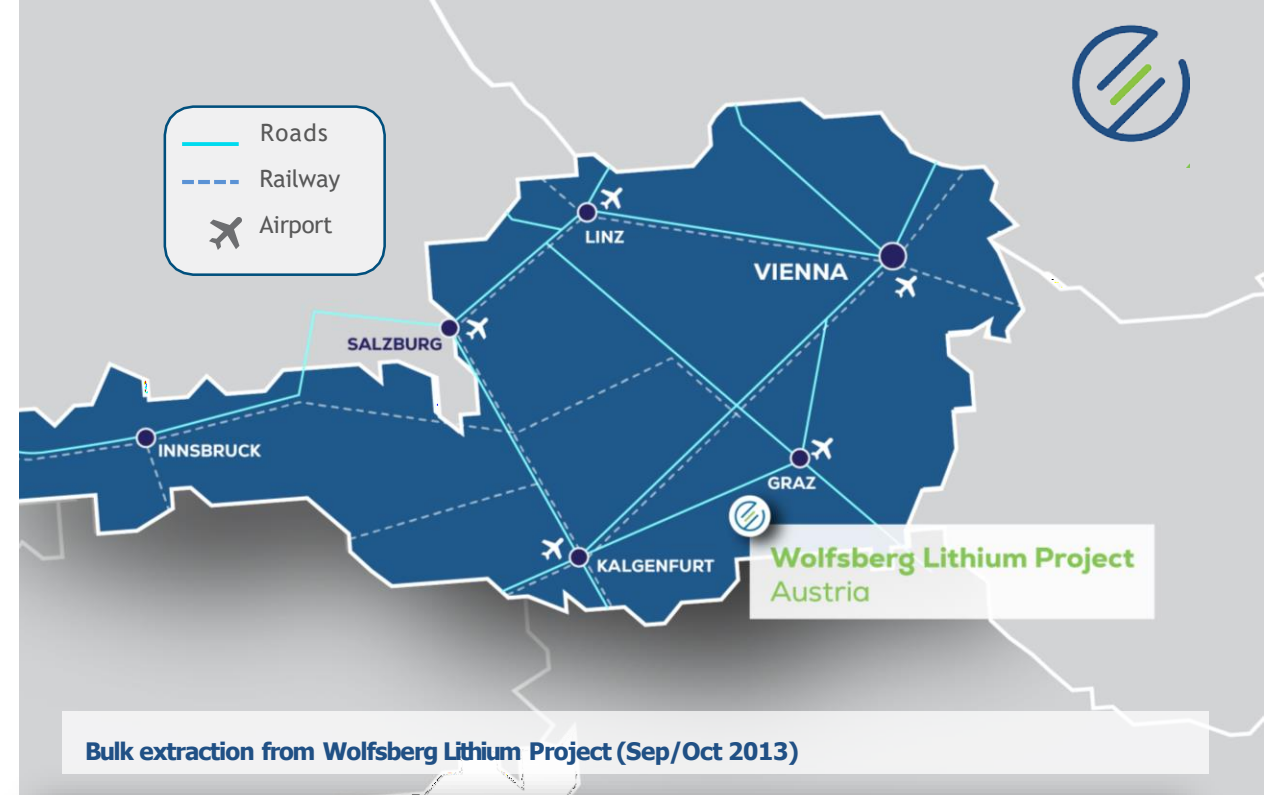 Roads
Railway
Airport
LINZ
VIENNA
SALZBURG
INNSBRUCK
GRAZ
KALGENFURT
Wolfsberg Lithium Project
Austria
Bulk extraction from Wolfsberg Lithium Project (Sep/Oct 2013)